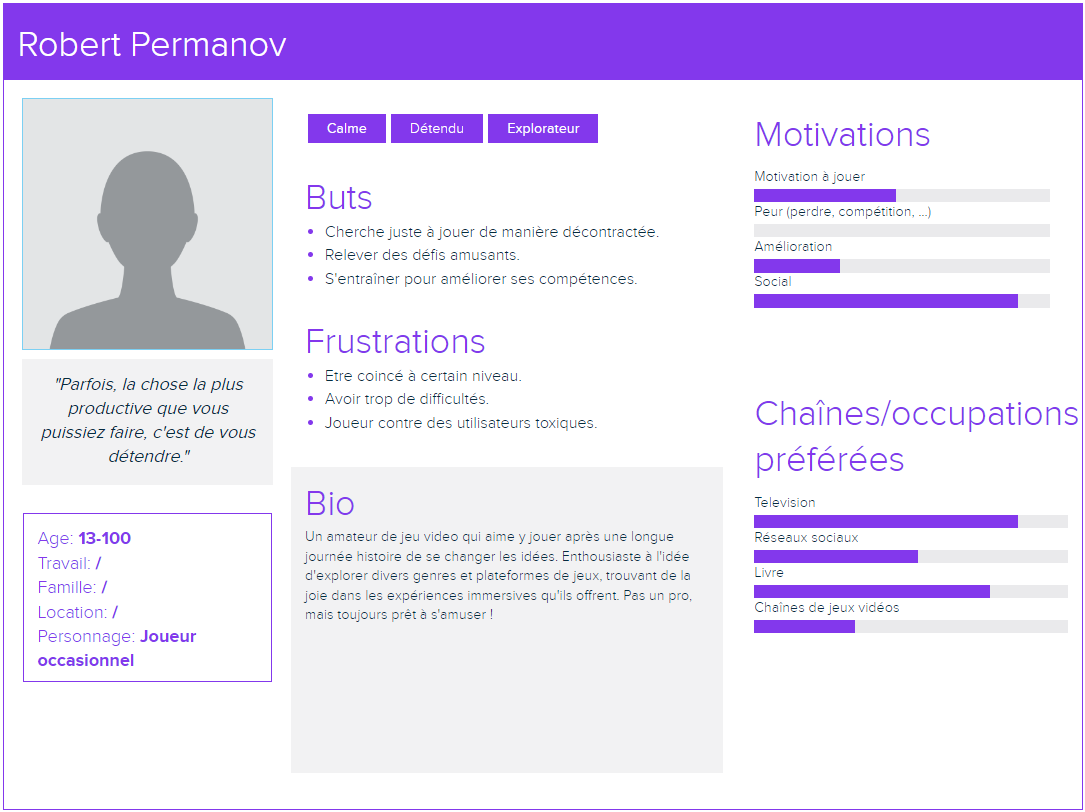 Robert Permanov
"Parfois, la chose la plus
productive que vous
puissiez faire, c'est de vous
détendre."
Age: 13-100
Travail: /
Famille: /
Location: /
Personnage: Joueur
occasionnel
Calme
Détendu
Explorateur
Buts
Cherche juste à jouer de manière décontractée.
Relever des défis amusants.
S'entraîner pour améliorer ses compétences.
Frustrations
Etre coincé à certain niveau.
Avoir trop de difficultés.
Joueur contre des utilisateurs toxiques.
Bio
Un amateur de jeu video qui aime y jouer après une longue
journée histoire de se changer les idées. Enthousiaste à l'idée
d'explorer divers genres et plateformes de jeux, trouvant de la
joie dans les expériences immersives qu'ils offrent. Pas un pro,
mais toujours prêt à s'amuser !
Motivations
Motivation à jouer
Peur (perdre, compétition, ...)
Amélioration
Social
Chaînes/occupations
préférées
Television
Réseaux sociaux
Livre
Chaînes de jeux vidéos